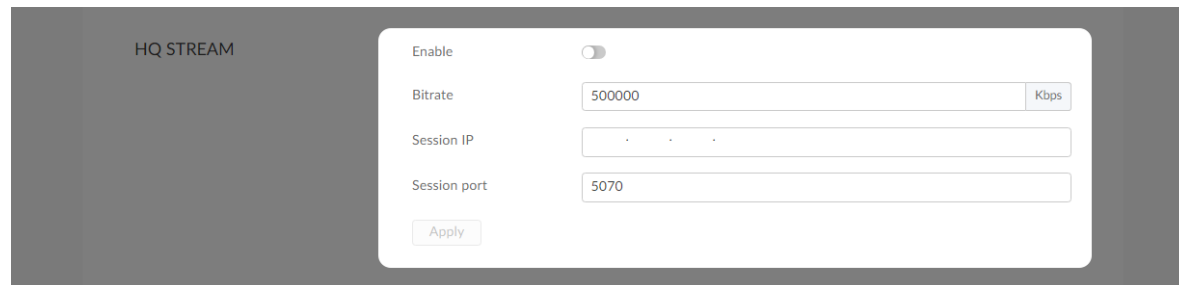 HQ STREAM
Enable
Bitrate 500000 Kbps
Session IP . . .
Session port 5070
Apply